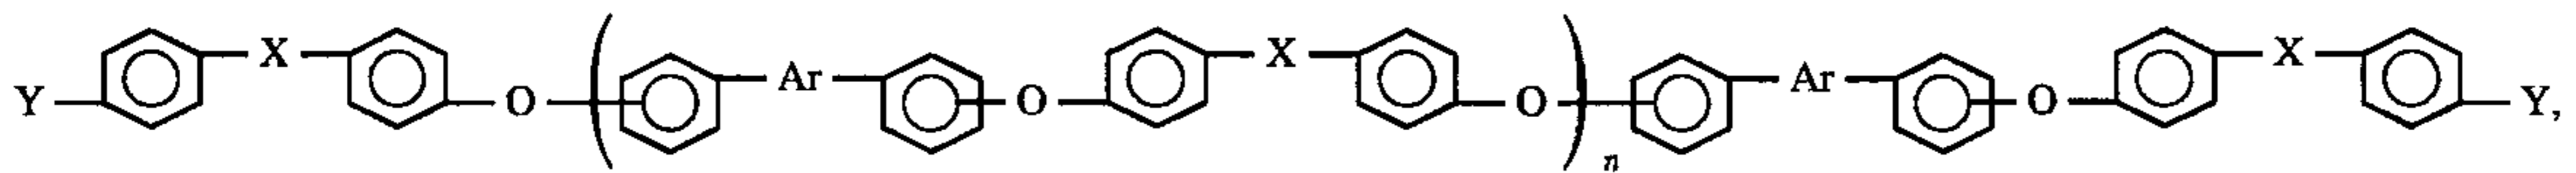 Y X O Ar O X O n Ar O X Y,